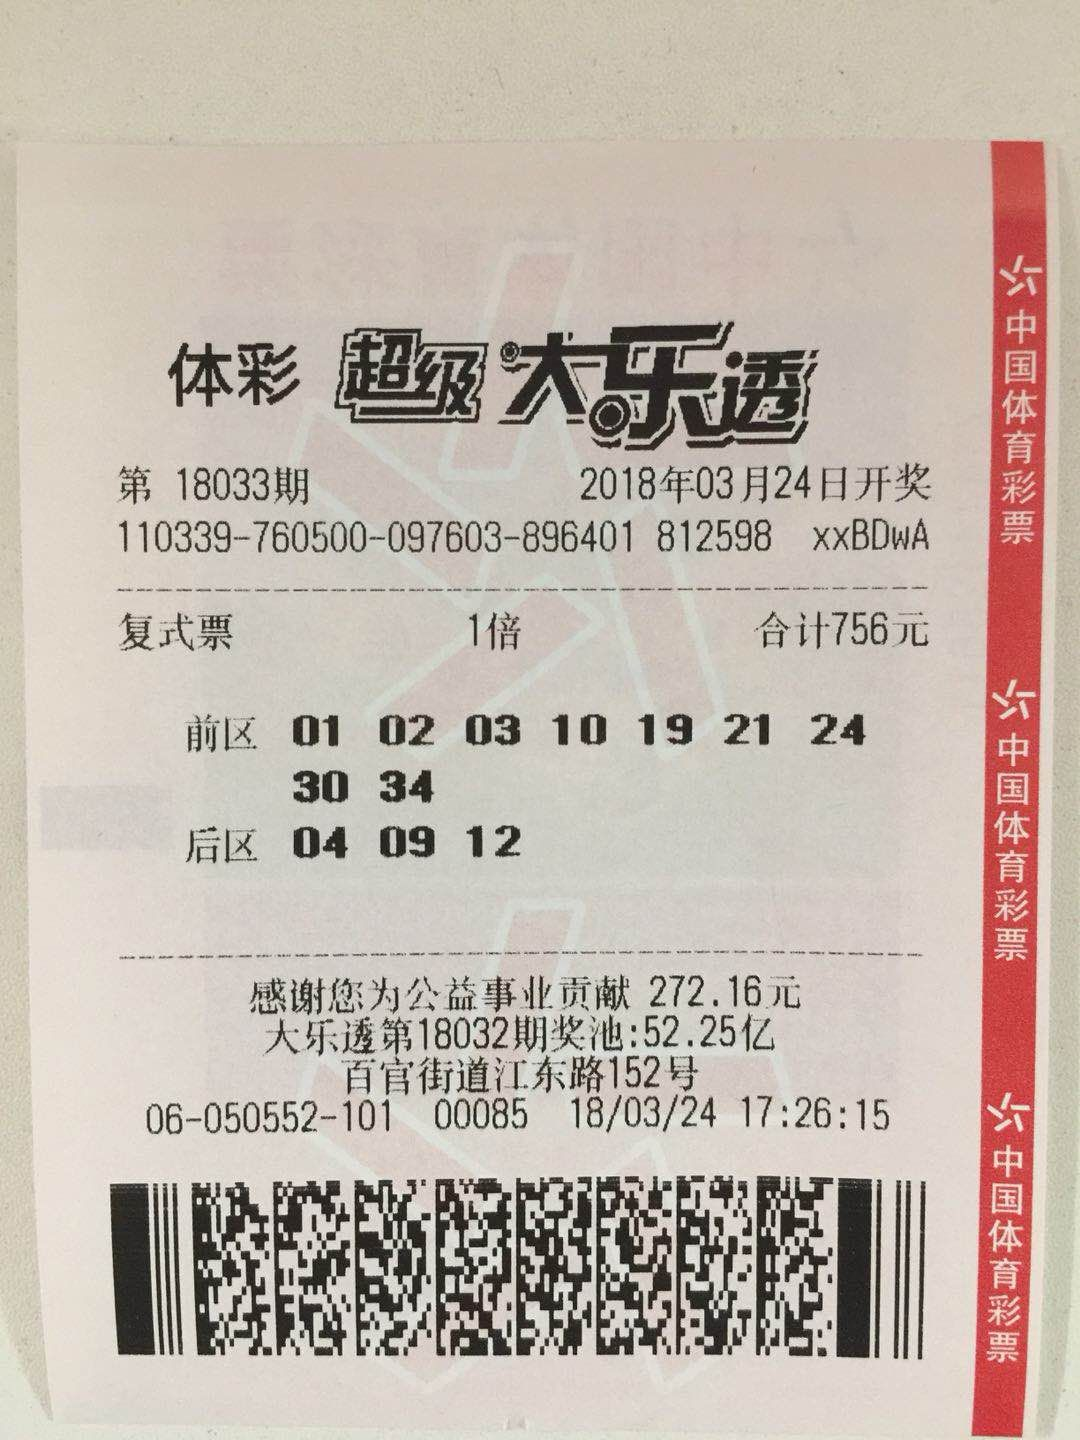 体彩 超级大乐透
第 18033期 2018年03月24日开奖
110339-760500-097603-896401 812598 xxBDwA
复式票 1倍 合计756元
前区 01 02 03 10 19 21 24
30 34
后区 04 09 12
感谢您为公益事业贡献 272.16元
大乐透第18032期奖池:52.25亿
百官街道江东路152号
06-050552-101 00085 18/03/24 17:26:15
中国体育彩票
中国体育彩票
中国体育彩票